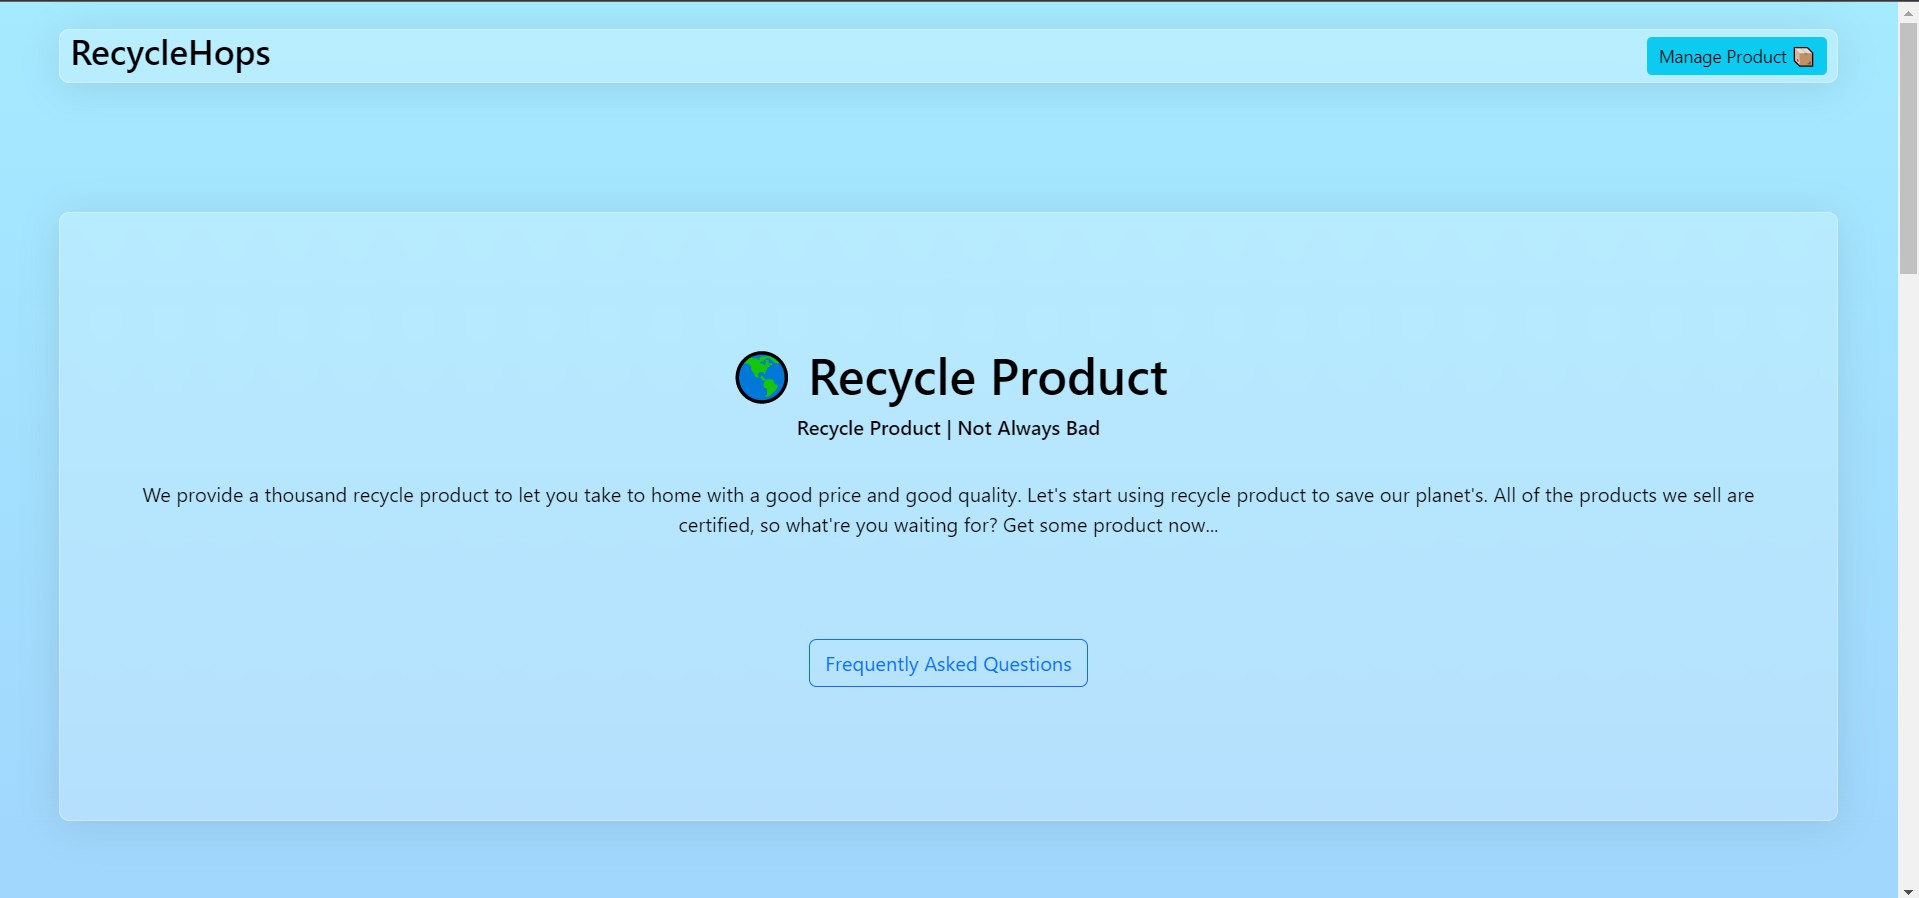 RecycleHops
Manage Product
Recycle Product
Recycle Product | Not Always Bad
We provide a thousand recycle product to let you take to home with a good price and good quality. Let's start using recycle product to save our planet's. All of the products we sell are
certified, so what're you waiting for? Get some product now...
Frequently Asked Questions